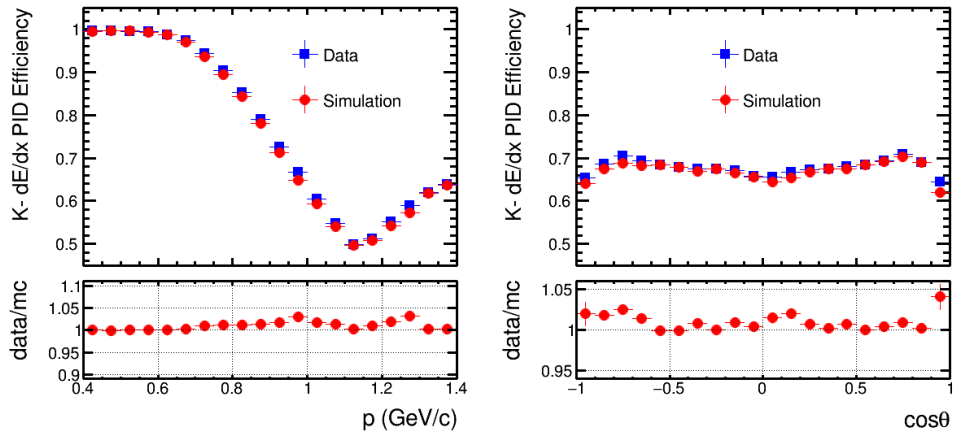 K- dE/dx PID Efficiency
1
0.9
0.8
0.7
0.6
0.5
Data
Simulation
data/mc
1.1
1.05
1
0.95
0.9
0.4 0.6 0.8 1 1.2 1.4
p (GeV/c)
K- dE/dx PID Efficiency
1
0.9
0.8
0.7
0.6
0.5
Data
Simulation
data/mc
1.05
1
0.95
−1 −0.5 0 0.5 1
cosθ